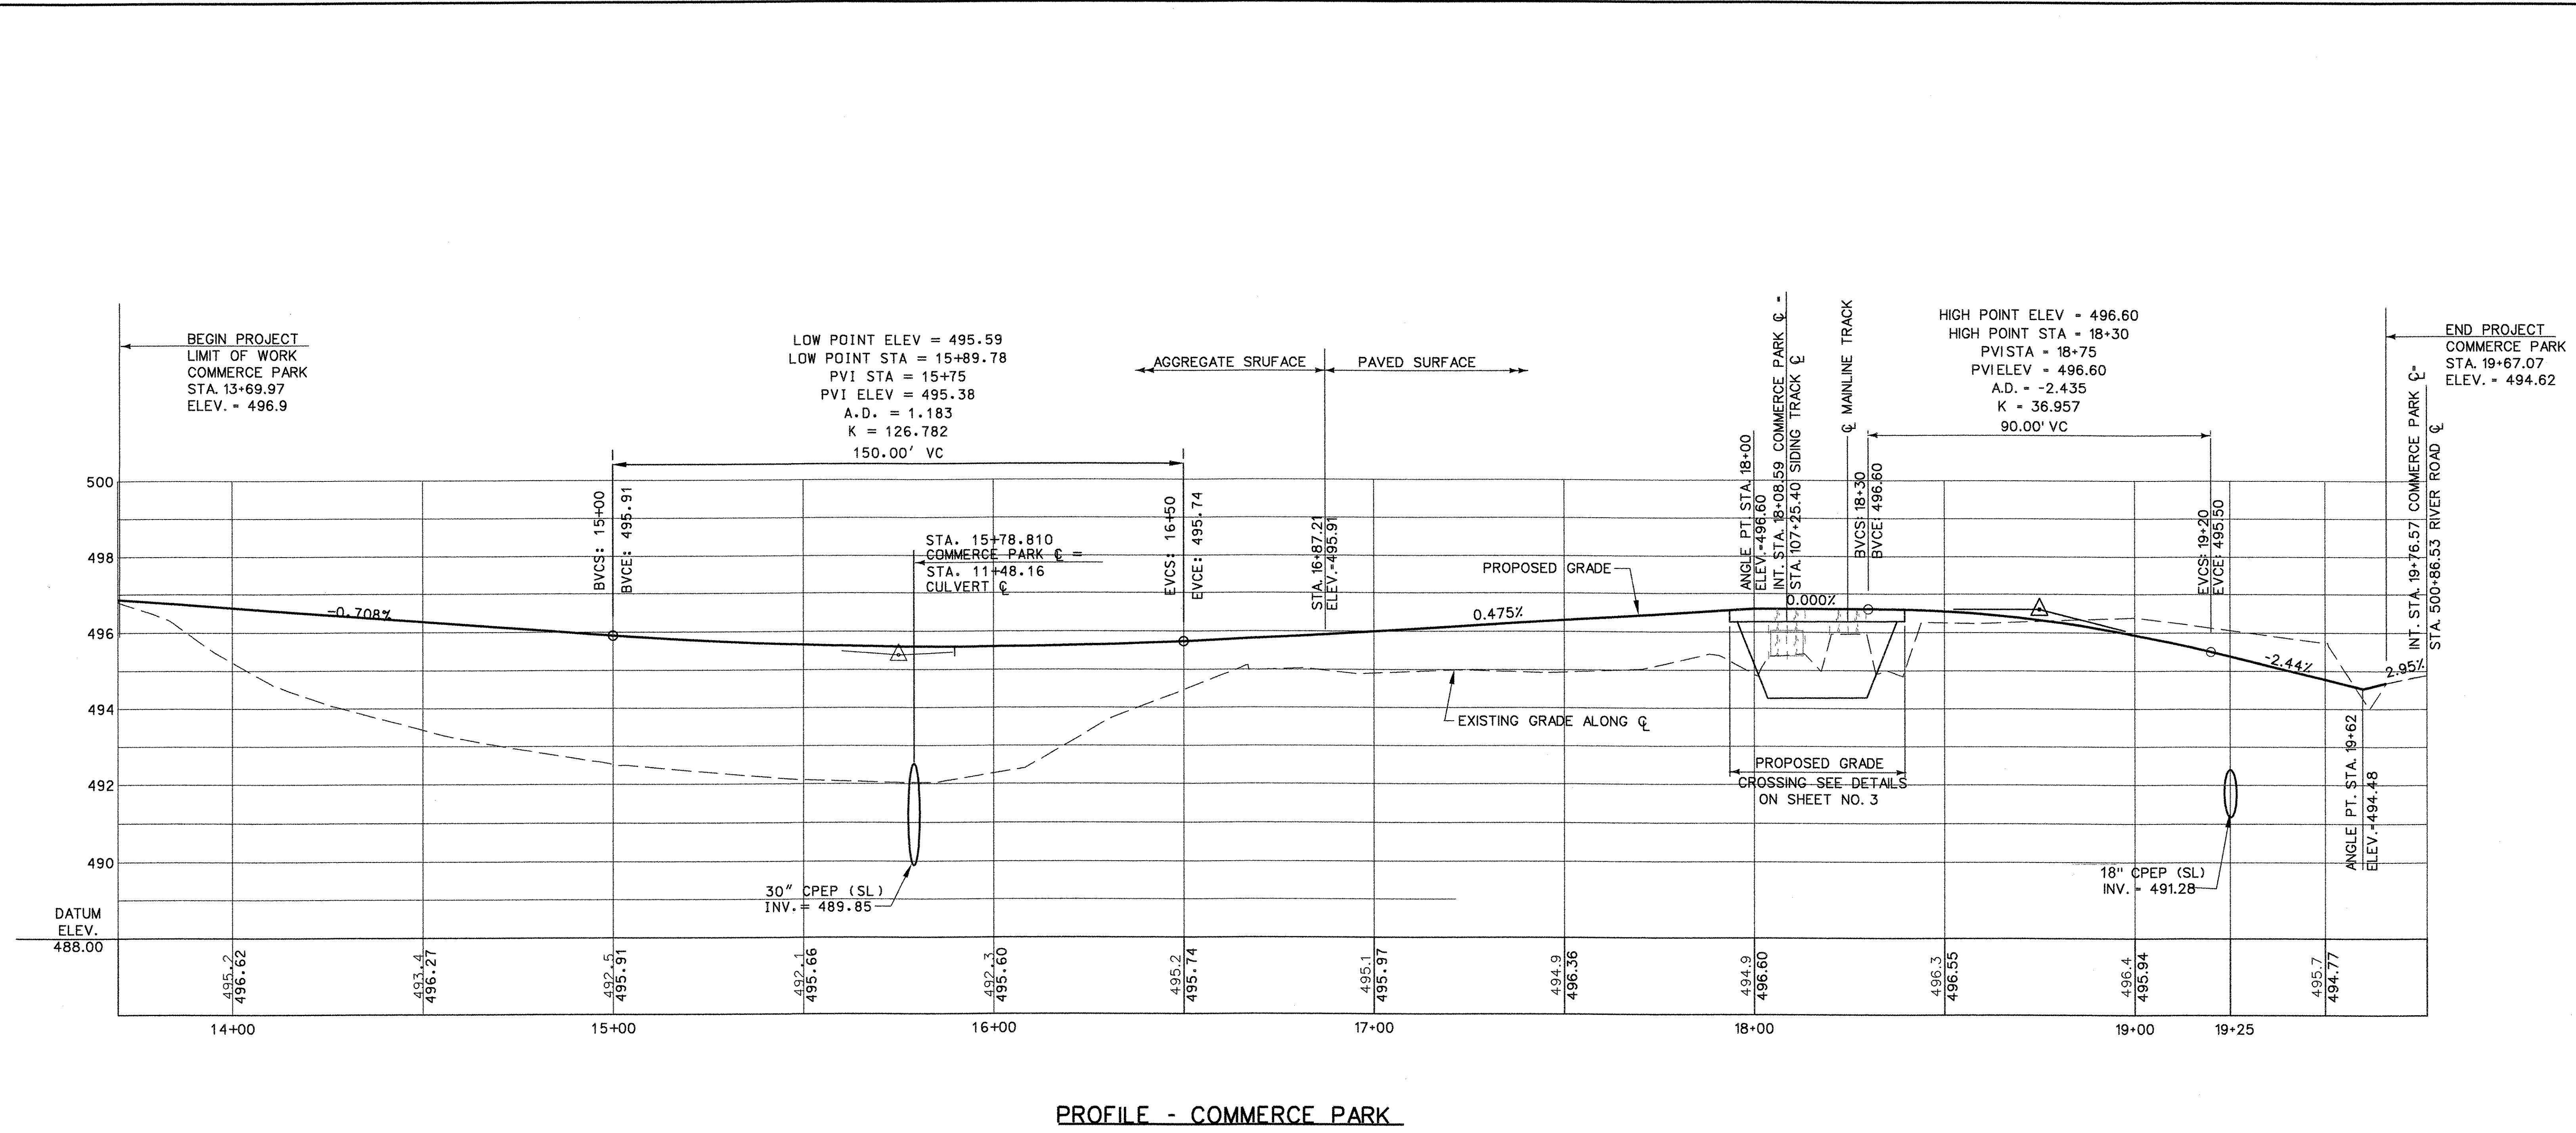 BEGIN PROJECT
LIMIT OF WORK
COMMERCE PARK
STA. 13+69.97
ELEV. = 496.9
LOW POINT ELEV = 495.59
LOW POINT STA = 15+89.78
PVI STA = 15+75
PVI ELEV = 495.38
A.D. = 1.183
K = 126.782
150.00' VC
AGGREGATE SRUFACE
PAVED SURFACE
HIGH POINT ELEV = 496.60
HIGH POINT STA = 18+30
PVI STA = 18+75
PVI ELEV = 496.60
A.D. = -2.435
K = 36.957
90.00' VC
END PROJECT
COMMERCE PARK
STA. 19+67.07
ELEV. = 494.62
BVCS: 15+00
BVCE: 495.91
STA. 15+78.810
COMMERCE PARK ℄ =
STA. 11+48.16
CULVERT ℄
EVCS: 16+50
EVCE: 495.74
STA. 16+87.21
ELEV.=495.91
ANGLE PT. STA. 18+00
ELEV.=496.60
INT. STA. 18+08.59 COMMERCE PARK ℄ =
STA. 107+25.40 SIDING TRACK ℄
℄ MAINLINE TRACK
BVCS: 18+30
BVCE: 496.60
EVCS: 19+20
EVCE: 495.50
INT. STA. 19+76.57 COMMERCE PARK ℄=
STA. 500+86.53 RIVER ROAD ℄
500
498
496
494
492
490
DATUM
ELEV.
488.00
-0.708%
0.475%
PROPOSED GRADE
0.000%
-2.44%
2.95%
EXISTING GRADE ALONG ℄
PROPOSED GRADE
CROSSING SEE DETAILS
ON SHEET NO. 3
ANGLE PT. STA. 19+62
ELEV.=494.48
30" CPEP (SL)
INV.= 489.85
18" CPEP (SL)
INV. = 491.28
495.2
496.62
493.4
496.27
492.5
495.91
492.1
495.66
492.3
495.60
495.2
495.74
495.1
495.97
494.9
496.36
494.9
496.60
496.3
496.55
496.4
495.94
495.7
494.77
14+00
15+00
16+00
17+00
18+00
19+00
19+25
PROFILE - COMMERCE PARK